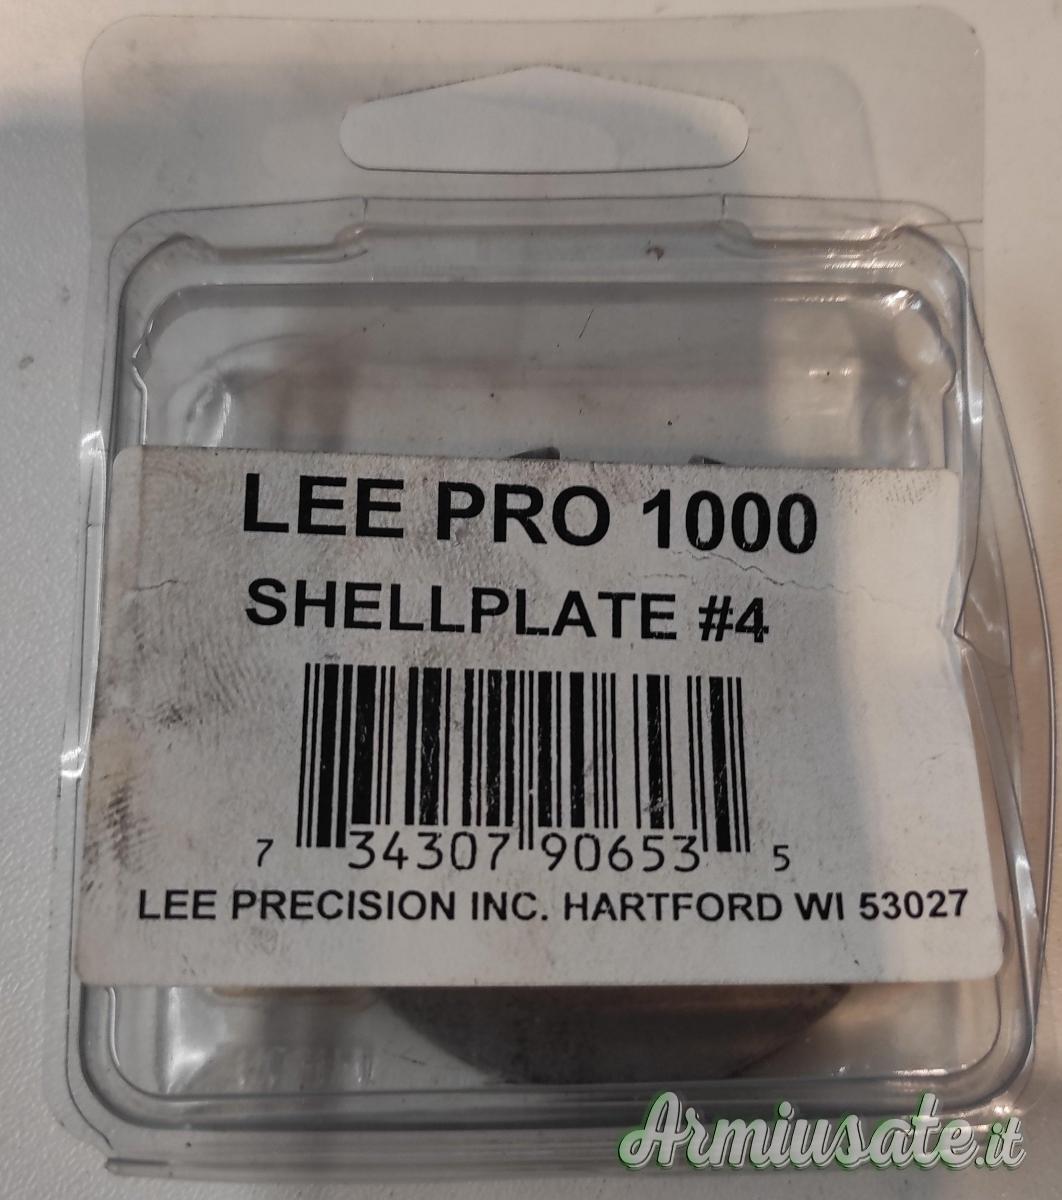 LEE PRO 1000
SHELLPLATE #4
7 34307 90653 5
LEE PRECISION INC. HARTFORD WI 53027
Armiusate.it